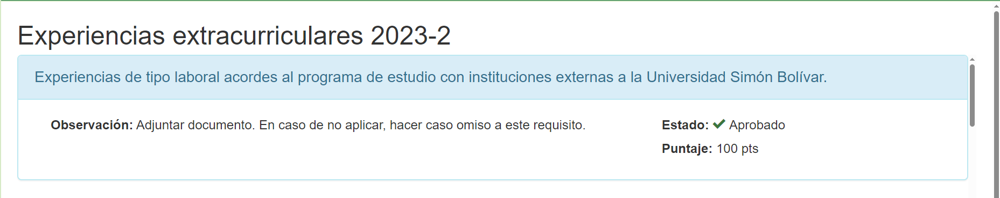 Experiencias extracurriculares 2023-2
Experiencias de tipo laboral acordes al programa de estudio con instituciones externas a la Universidad Simón Bolívar.
Observación: Adjuntar documento. En caso de no aplicar, hacer caso omiso a este requisito.
Estado: ✔ Aprobado
Puntaje: 100 pts